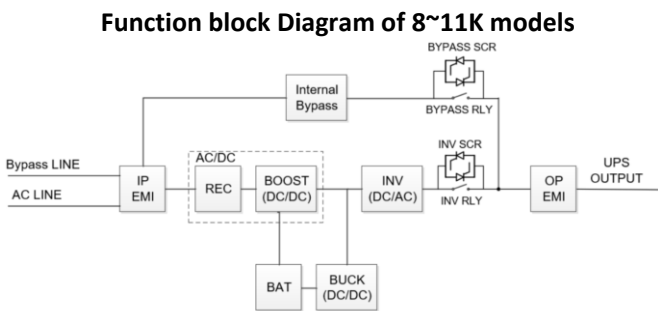 Function block Diagram of 8~11K models
BYPASS SCR
Internal
Bypass
BYPASS RLY
INV SCR
Bypass LINE
AC LINE
IP
EMI
AC/DC
REC
BOOST
(DC/DC)
INV
(DC/AC)
INV RLY
OP
EMI
UPS
OUTPUT
BAT
BUCK
(DC/DC)